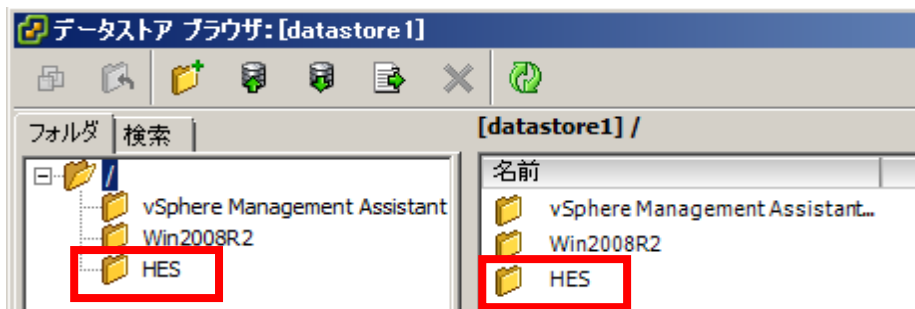 データストア ブラウザ: [datastore1]
フォルダ 検索
[datastore1] /
/
vSphere Management Assistant
Win2008R2
HES
名前
vSphere Management Assistant...
Win2008R2
HES